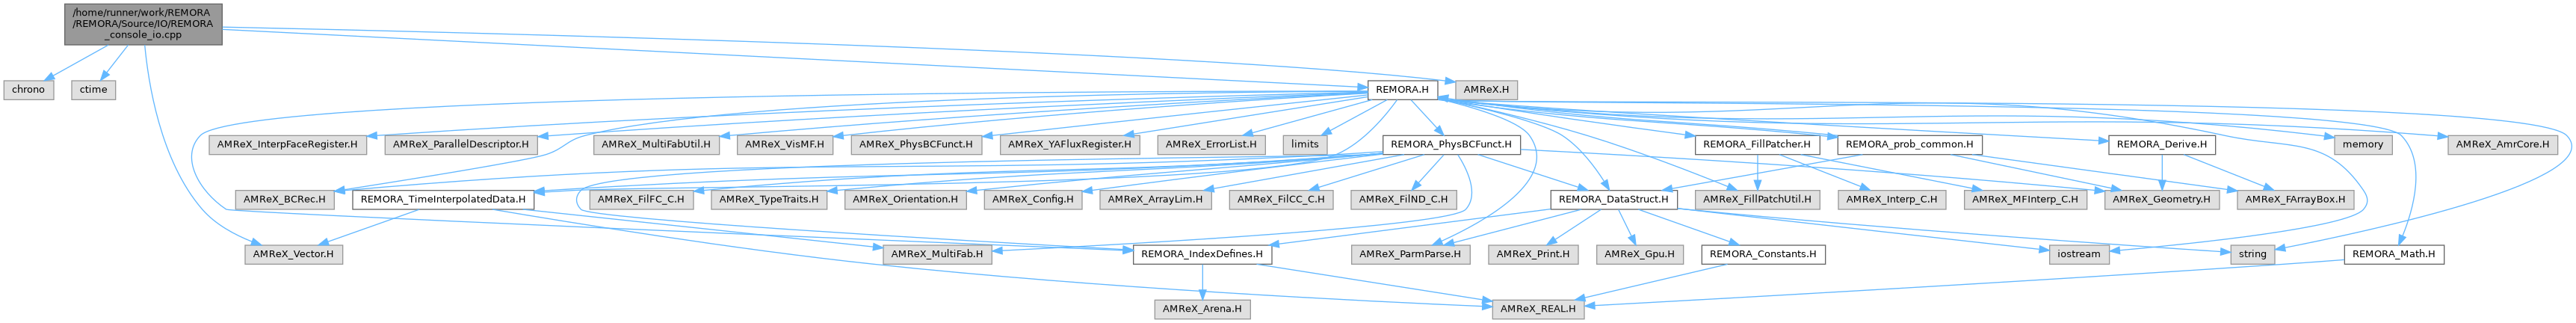 /home/runner/work/REMORA
/REMORA/Source/IO/REMORA
_console_io.cpp
chrono
ctime
REMORA.H
AMReX.H
AMReX_InterpFaceRegister.H
AMReX_ParallelDescriptor.H
AMReX_MultiFabUtil.H
AMReX_VisMF.H
AMReX_PhysBCFunct.H
AMReX_YAFluxRegister.H
AMReX_ErrorList.H
limits
REMORA_PhysBCFunct.H
REMORA_FillPatcher.H
REMORA_prob_common.H
REMORA_Derive.H
memory
AMReX_AmrCore.H
AMReX_BCRec.H
REMORA_TimeInterpolatedData.H
AMReX_FilFC_C.H
AMReX_TypeTraits.H
AMReX_Orientation.H
AMReX_Config.H
AMReX_ArrayLim.H
AMReX_FilCC_C.H
AMReX_FilND_C.H
REMORA_DataStruct.H
AMReX_FillPatchUtil.H
AMReX_Interp_C.H
AMReX_MFInterp_C.H
AMReX_Geometry.H
AMReX_FArrayBox.H
AMReX_Vector.H
AMReX_MultiFab.H
REMORA_IndexDefines.H
AMReX_ParmParse.H
AMReX_Print.H
AMReX_Gpu.H
REMORA_Constants.H
iostream
string
REMORA_Math.H
AMReX_Arena.H
AMReX_REAL.H